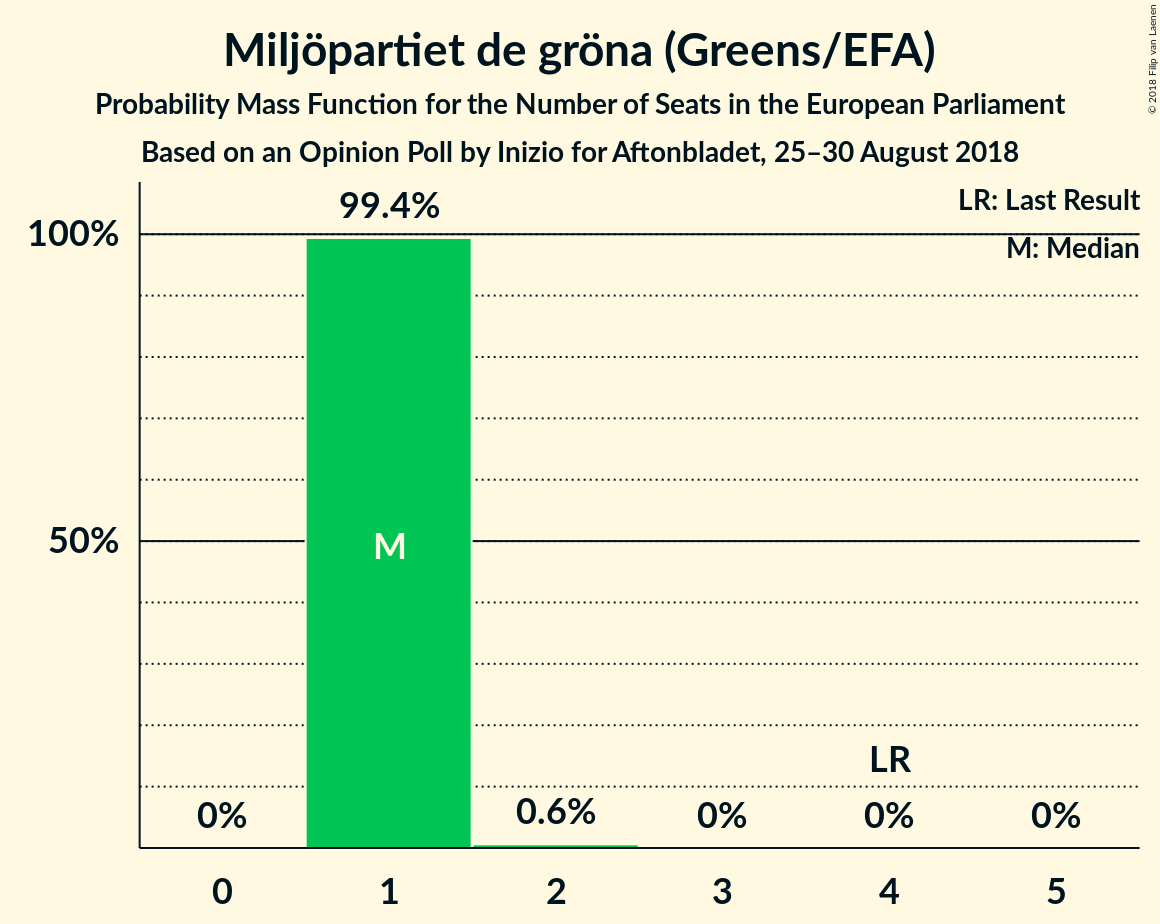 Miljöpartiet de gröna (Greens/EFA)
Probability Mass Function for the Number of Seats in the European Parliament
Based on an Opinion Poll by Inizio for Aftonbladet, 25–30 August 2018
© 2018 Filip van Laenen
LR: Last Result
M: Median
99.4%
100%
50%
M
LR
0%
0.6%
0%
0%
0%
0 1 2 3 4 5